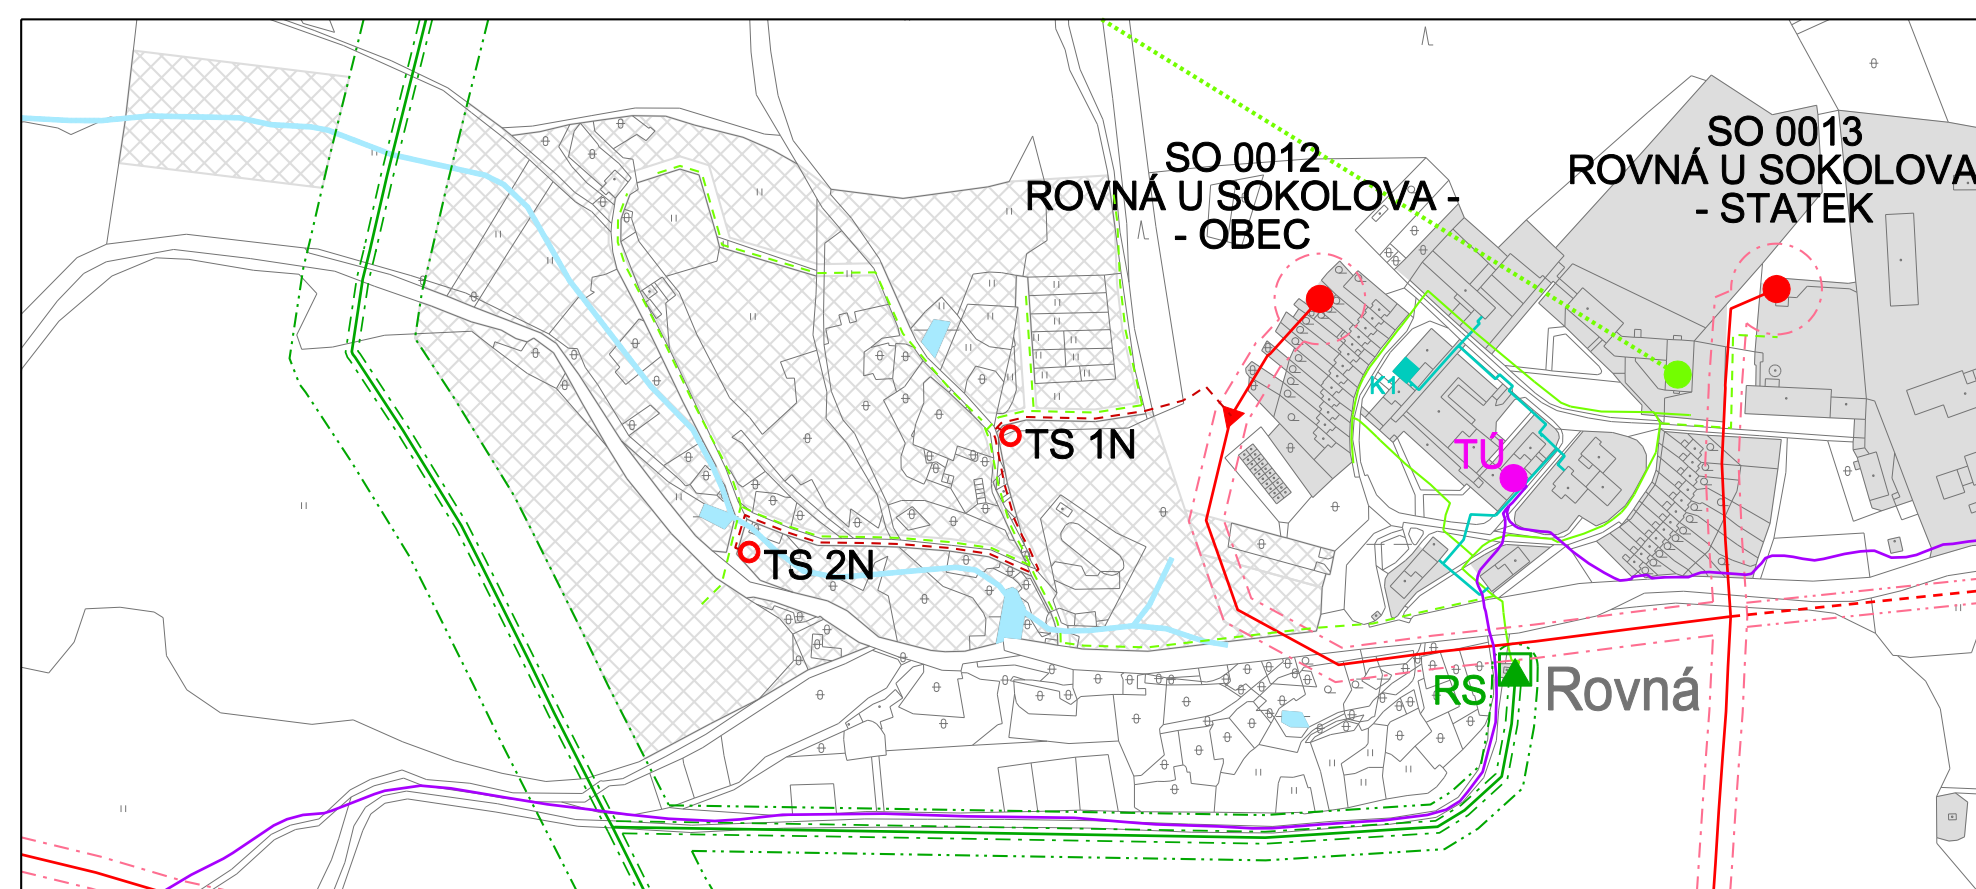 SO 0012
ROVNÁ U SOKOLOVA -
- OBEC
SO 0013
ROVNÁ U SOKOLOVA
- STATEK
K1
TÚ
TS 1N
TS 2N
RS
Rovná